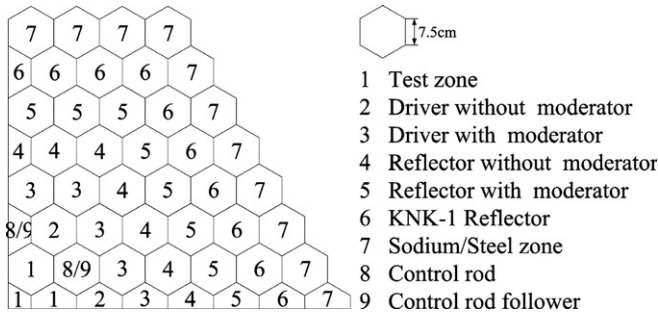 7 7 7 7
6 6 6 6 7
5 5 5 6 7
4 4 4 5 6 7
3 3 4 5 6 7
8/9 2 3 4 5 6 7
1 8/9 3 4 5 6 7
1 1 2 3 4 5 6 7
7.5cm
1 Test zone
2 Driver without moderator
3 Driver with moderator
4 Reflector without moderator
5 Reflector with moderator
6 KNK-1 Reflector
7 Sodium/Steel zone
8 Control rod
9 Control rod follower